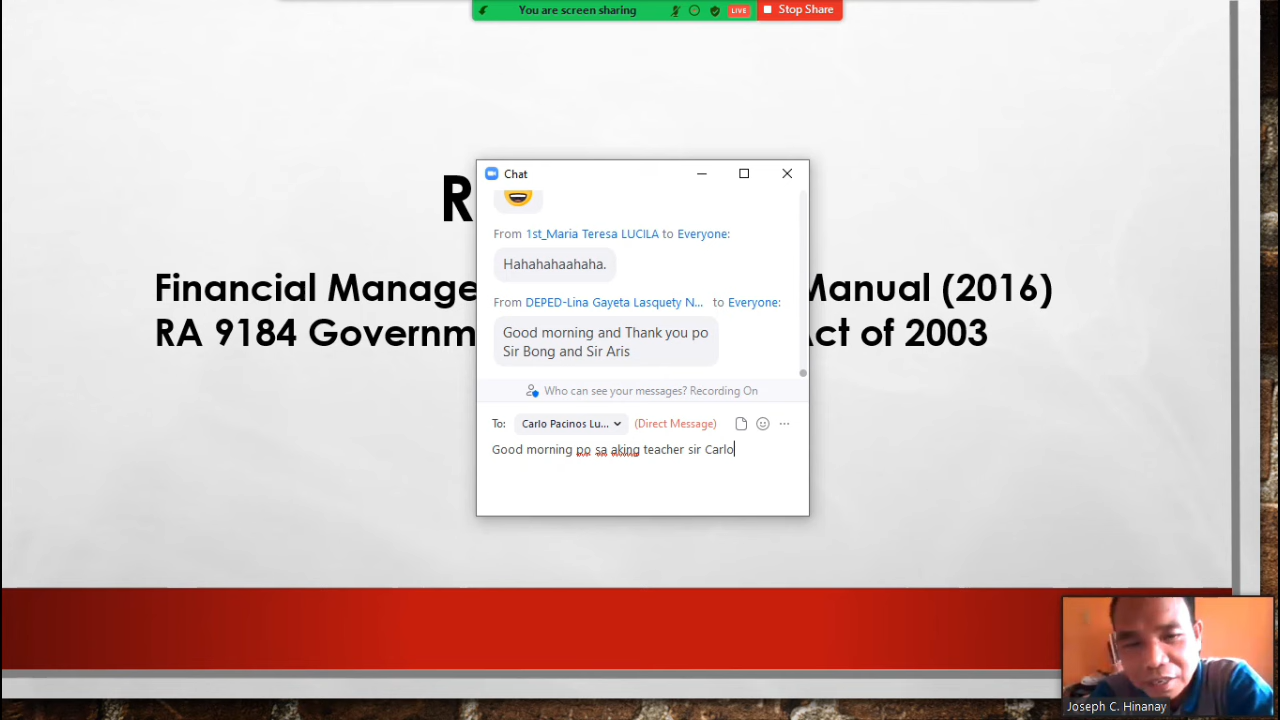 You are screen sharing
LIVE
Stop Share
R
Financial Manage
Manual (2016)
RA 9184 Governm
Act of 2003
Chat
From 1st_Maria Teresa LUCILA to Everyone:
Hahahahaahaha.
From DEPED-Lina Gayeta Lasquety N... to Everyone:
Good morning and Thank you po
Sir Bong and Sir Aris
Who can see your messages? Recording On
To: Carlo Pacinos Lu... (Direct Message)
Good morning po sa aking teacher sir Carlo
Joseph C. Hinanay